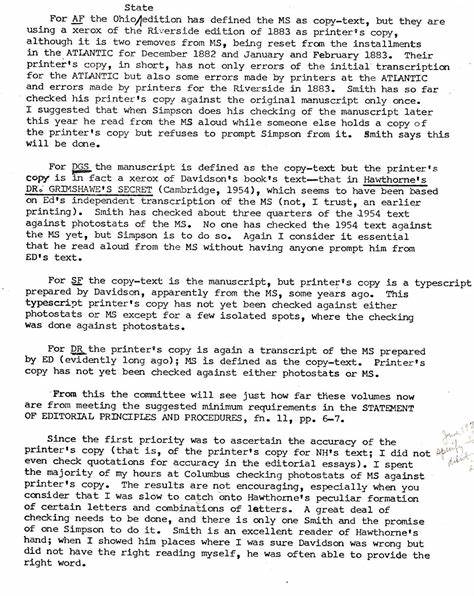 State
For AF the Ohio/edition has defined the MS as copy-text, but they are
using a xerox of the Riverside edition of 1883 as printer's copy,
although it is two removes from MS, being reset from the installments
in the ATLANTIC for December 1882 and January and February 1883. Their
printer's copy, in short, has not only errors of the initial transcription
for the ATLANTIC but also some errors made by printers at the ATLANTIC
and errors made by printers for the Riverside in 1883. Smith has so far
checked his printer's copy against the original manuscript only once.
I suggested that when Simpson does his checking of the manuscript later
this year he read from the MS aloud while someone else holds a copy of
the printer's copy but refuses to prompt Simpson from it. Smith says this
will be done.
For DGS the manuscript is defined as the copy-text but the printer's
copy is in fact a xerox of Davidson's book's text--that in Hawthorne's
DR. GRIMSHAWE'S SECRET (Cambridge, 1954), which seems to have been based
on Ed's independent transcription of the MS (not, I trust, an earlier
printing). Smith has checked about three quarters of the 1954 text
against photostats of the MS. No one has checked the 1954 text against
the MS yet, but Simpson is to do so. Again I consider it essential
that he read aloud from the MS without having anyone prompt him from
ED's text.
For SF the copy-text is the manuscript, but printer's copy is a typescript
prepared by Davidson, apparently from the MS, some years ago. This
typescript printer's copy has not yet been checked against either
photostats or MS except for a few isolated spots, where the checking
was done against photostats.
For DR the printer's copy is again a transcript of the MS prepared
by ED (evidently long ago); MS is defined as the copy-text. Printer's
copy has not yet been checked against either photostats or MS.
From this the committee will see just how far these volumes now
are from meeting the suggested minimum requirements in the STATEMENT
OF EDITORIAL PRINCIPLES AND PROCEDURES, fn. 11, pp. 6-7.
Since the first priority was to ascertain the accuracy of the
printer's copy (that is, of the printer's copy for NH's text; I did not
even check quotations for accuracy in the editorial essays). I spent
the majority of my hours at Columbus checking photostats of MS against
printer's copy. The results are not encouraging, especially when you
consider that I was slow to catch onto Hawthorne's peculiar formation
of certain letters and combinations of letters. A great deal of
checking needs to be done, and there is only one Smith and the promise
of one Simpson to do it. Smith is an excellent reader of Hawthorne's
hand; when I showed him places where I was sure Davidson was wrong but
did not have the right reading myself, he was often able to provide the
right word.